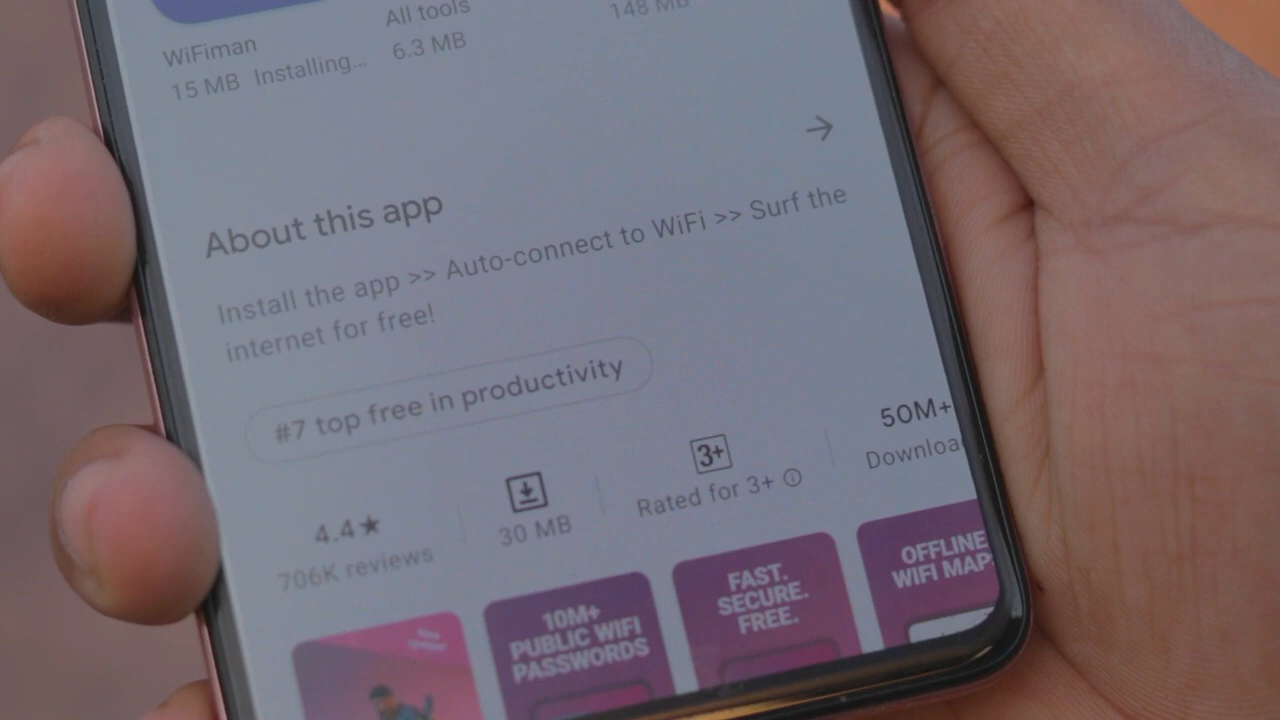 WiFiman
All tools
148 MB
15 MB Installing...
6.3 MB
About this app
Install the app >> Auto-connect to WiFi >> Surf the
internet for free!
#7 top free in productivity
4.4★
706K reviews
30 MB
3+
Rated for 3+
50M+
10M+
PUBLIC WIFI
PASSWORDS
FAST.
SECURE.
FREE.
OFFLINE
WIFI MAP